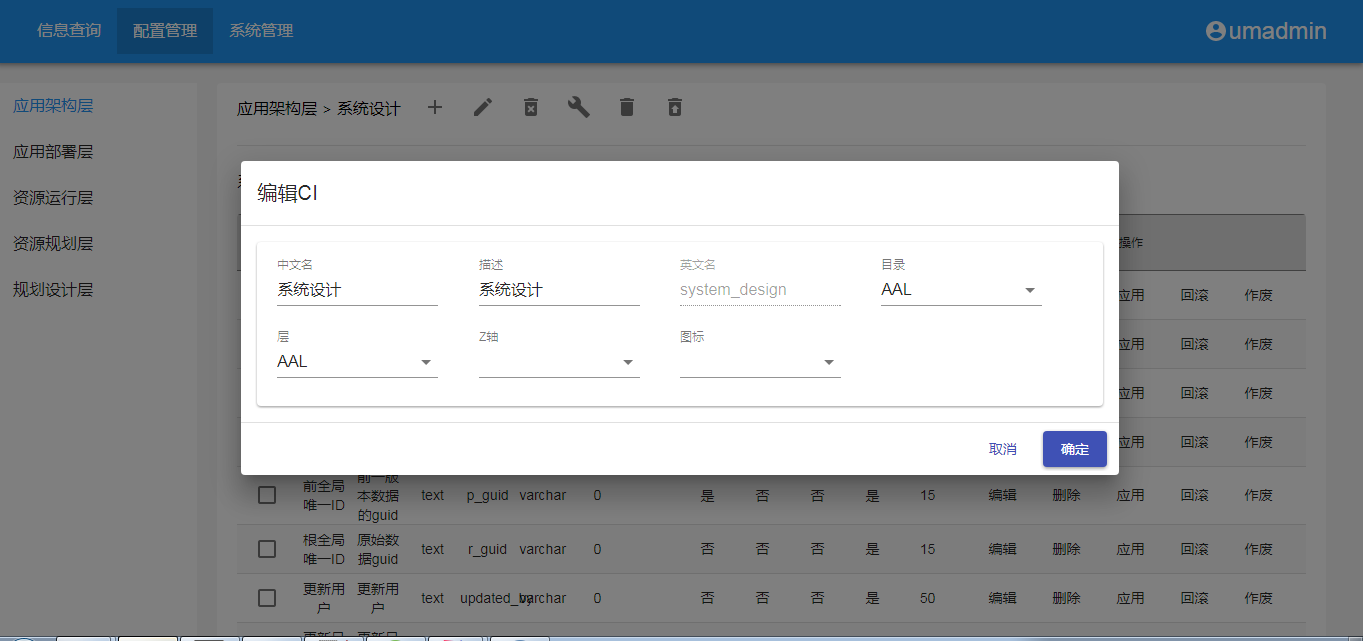 信息查询 配置管理 系统管理 umadmin
应用架构层
应用部署层
资源运行层
资源规划层
规划设计层
应用架构层 > 系统设计
编辑CI
中文名 描述 英文名 目录
系统设计 系统设计 system_design AAL
层 Z轴 图标
AAL
取消 确定
操作
应用 回滚 作废
应用 回滚 作废
应用 回滚 作废
应用 回滚 作废
前全局唯一ID 前一版本数据的guid text p_guid varchar 0 是 否 否 是 15 编辑 删除 应用 回滚 作废
根全局唯一ID 原始数据guid text r_guid varchar 0 否 否 否 是 15 编辑 删除 应用 回滚 作废
更新用户 更新用户 text updated_by varchar 0 否 否 否 是 50 编辑 删除 应用 回滚 作废